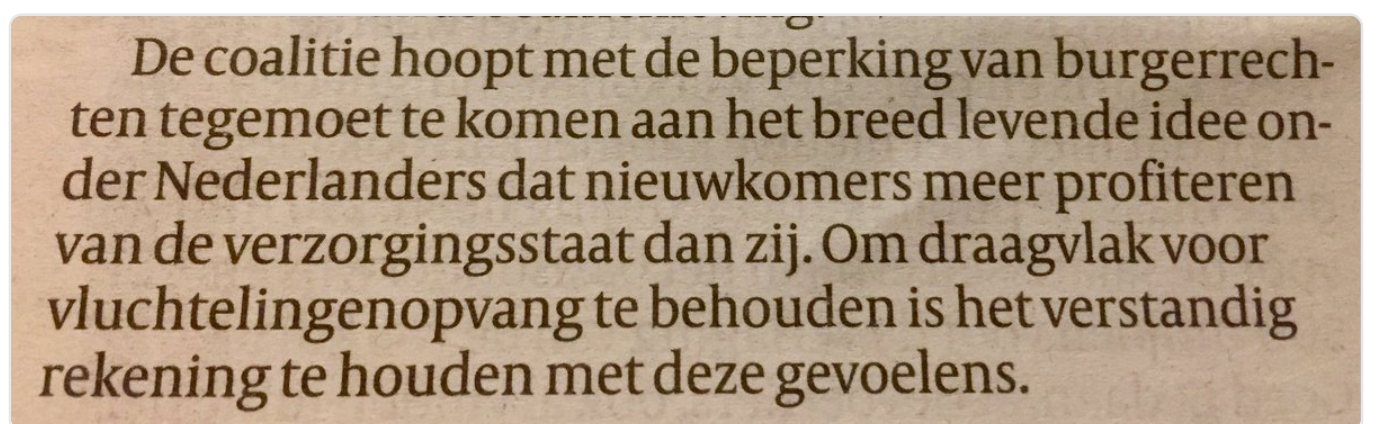 De coalitie hoopt met de beperking van burgerrech-
ten tegemoet te komen aan het breed levende idee on-
der Nederlanders dat nieuwkomers meer profiteren
van de verzorgingsstaat dan zij. Om draagvlak voor
vluchtelingenopvang te behouden is het verstandig
rekening te houden met deze gevoelens.